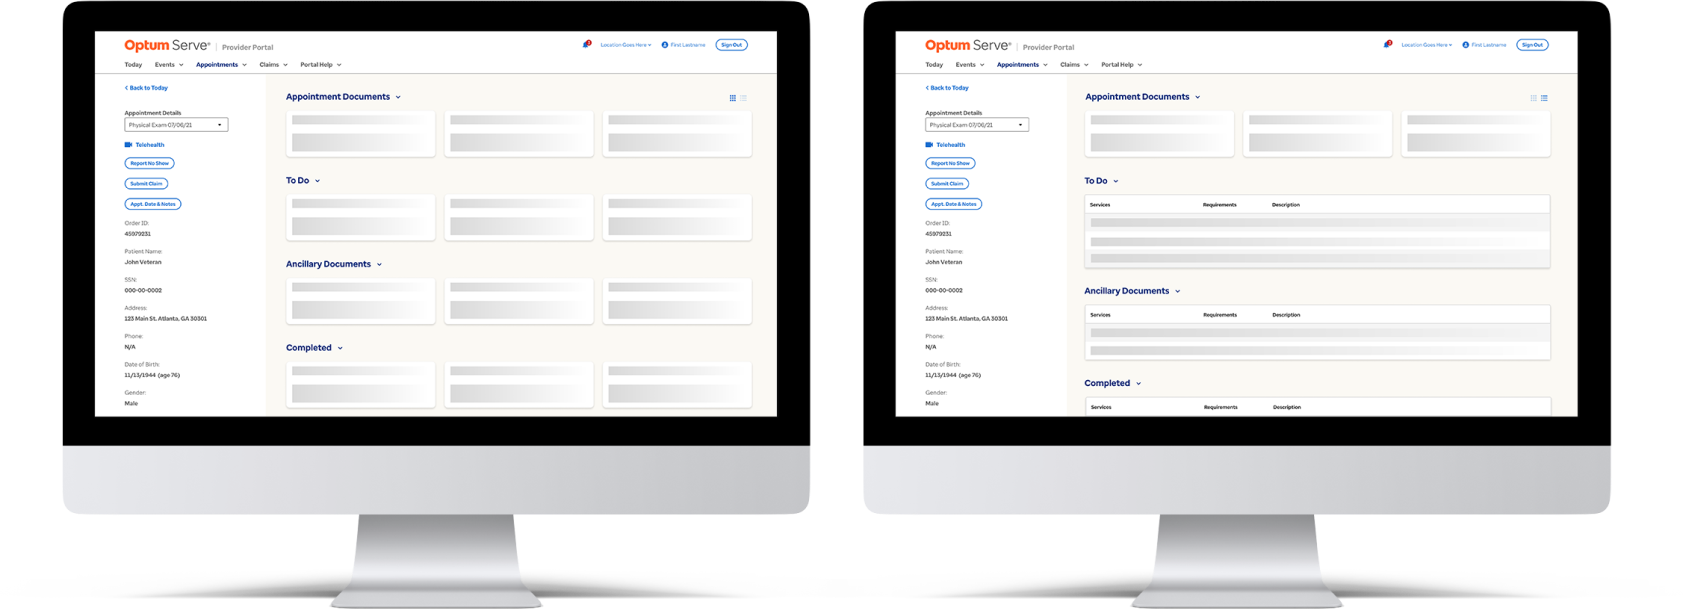 Optum Serve® | Provider Portal
1
Location Goes Here
First Lastname
Sign Out
Today Events Appointments Claims Portal Help
< Back to Today
Appointment Details
Physical Exam 07/06/21
Telehealth
Report No Show
Submit Claim
Appt. Date & Notes
Order ID:
45979231
Patient Name:
John Veteran
SSN:
000-00-0002
Address:
123 Main St. Atlanta, GA 30301
Phone:
N/A
Date of Birth:
11/13/1944 (age 76)
Gender:
Male
Appointment Documents
To Do
Ancillary Documents
Completed
Optum Serve® | Provider Portal
1
Location Goes Here
First Lastname
Sign Out
Today Events Appointments Claims Portal Help
< Back to Today
Appointment Details
Physical Exam 07/06/21
Telehealth
Report No Show
Submit Claim
Appt. Date & Notes
Order ID:
45979231
Patient Name:
John Veteran
SSN:
000-00-0002
Address:
123 Main St. Atlanta, GA 30301
Phone:
N/A
Date of Birth:
11/13/1944 (age 76)
Gender:
Male
Appointment Documents
To Do
Services Requirements Description
Ancillary Documents
Services Requirements Description
Completed
Services Requirements Description